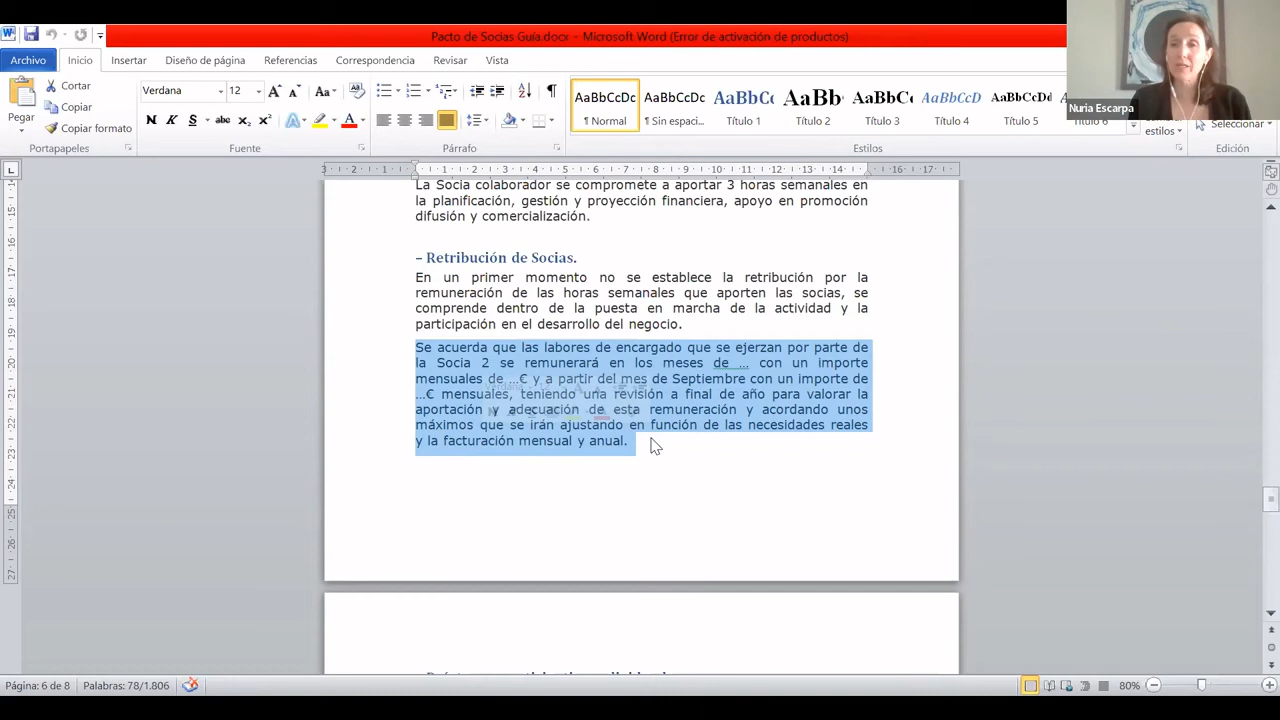 Pacto de Socias Guía.docx - Microsoft Word (Error de activación de productos)
Archivo Inicio Insertar Diseño de página Referencias Correspondencia Revisar Vista
Nuria Escarpa
Pegar
Cortar
Copiar
Copiar formato
Portapapeles
Verdana 12
Fuente
Párrafo
AaBbCcDc AaBbCcDc AaBbCc AaBb AaBbCc AaBbCcD AaBbCcDc
¶ Normal ¶ Sin espaci... Título 1 Título 2 Título 3 Título 4 Título 5 Título 6
estilos
Seleccionar
Estilos
Edición
La Socia colaborador se compromete a aportar 3 horas semanales en
la planificación, gestión y proyección financiera, apoyo en promoción
difusión y comercialización.
– Retribución de Socias.
En un primer momento no se establece la retribución por la
remuneración de las horas semanales que aporten las socias, se
comprende dentro de la puesta en marcha de la actividad y la
participación en el desarrollo del negocio.
Se acuerda que las labores de encargado que se ejerzan por parte de
la Socia 2 se remunerará en los meses de ... con un importe
mensuales de ...€ y a partir del mes de Septiembre con un importe de
...€ mensuales, teniendo una revisión a final de año para valorar la
aportación y adecuación de esta remuneración y acordando unos
máximos que se irán ajustando en función de las necesidades reales
y la facturación mensual y anual.
Página: 6 de 8 Palabras: 78/1.806 80%